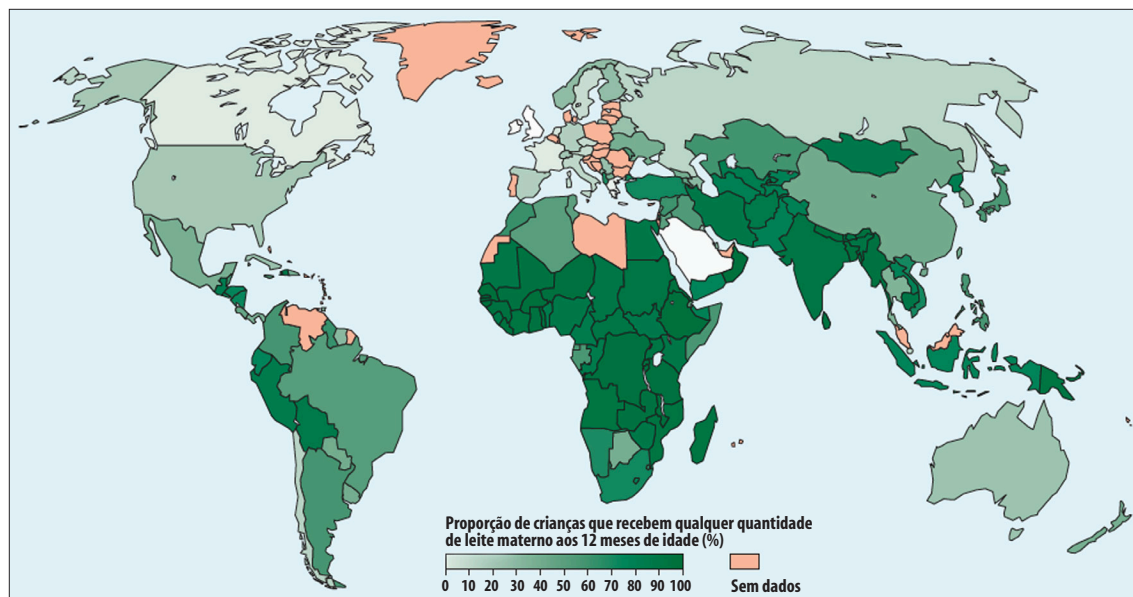 Proporção de crianças que recebem qualquer quantidade
de leite materno aos 12 meses de idade (%)
0 10 20 30 40 50 60 70 80 90 100
Sem dados